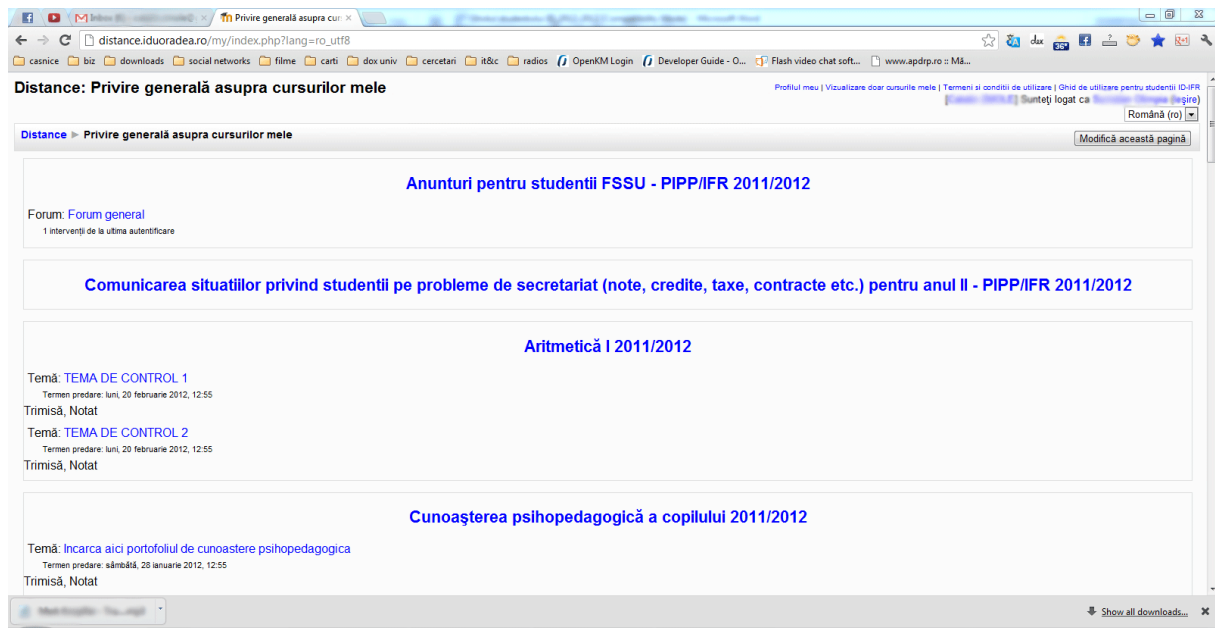 Privire generală asupra cur
distance.iduoradea.ro/my/index.php?lang=ro_utf8
36°
casnice biz downloads social networks filme carti dox univ cercetari it&c radios OpenKM Login Developer Guide - O... Flash video chat soft... www.apdrp.ro :: Mă...
Distance: Privire generală asupra cursurilor mele
Profilul meu | Vizualizare doar cursurile mele | Termeni si conditii de utilizare | Ghid de utilizare pentru studentii ID-IFR
Sunteţi logat ca (Ieşire)
Română (ro)
Distance ► Privire generală asupra cursurilor mele
Modifică această pagină
Anunturi pentru studentii FSSU - PIPP/IFR 2011/2012
Forum: Forum general
1 intervenţii de la ultima autentificare
Comunicarea situatiilor privind studentii pe probleme de secretariat (note, credite, taxe, contracte etc.) pentru anul II - PIPP/IFR 2011/2012
Aritmetică I 2011/2012
Temă: TEMA DE CONTROL 1
Termen predare: luni, 20 februarie 2012, 12:55
Trimisă, Notat
Temă: TEMA DE CONTROL 2
Termen predare: luni, 20 februarie 2012, 12:55
Trimisă, Notat
Cunoaşterea psihopedagogică a copilului 2011/2012
Temă: Incarca aici portofoliul de cunoastere psihopedagogica
Termen predare: sâmbătă, 28 ianuarie 2012, 12:55
Trimisă, Notat
Show all downloads...